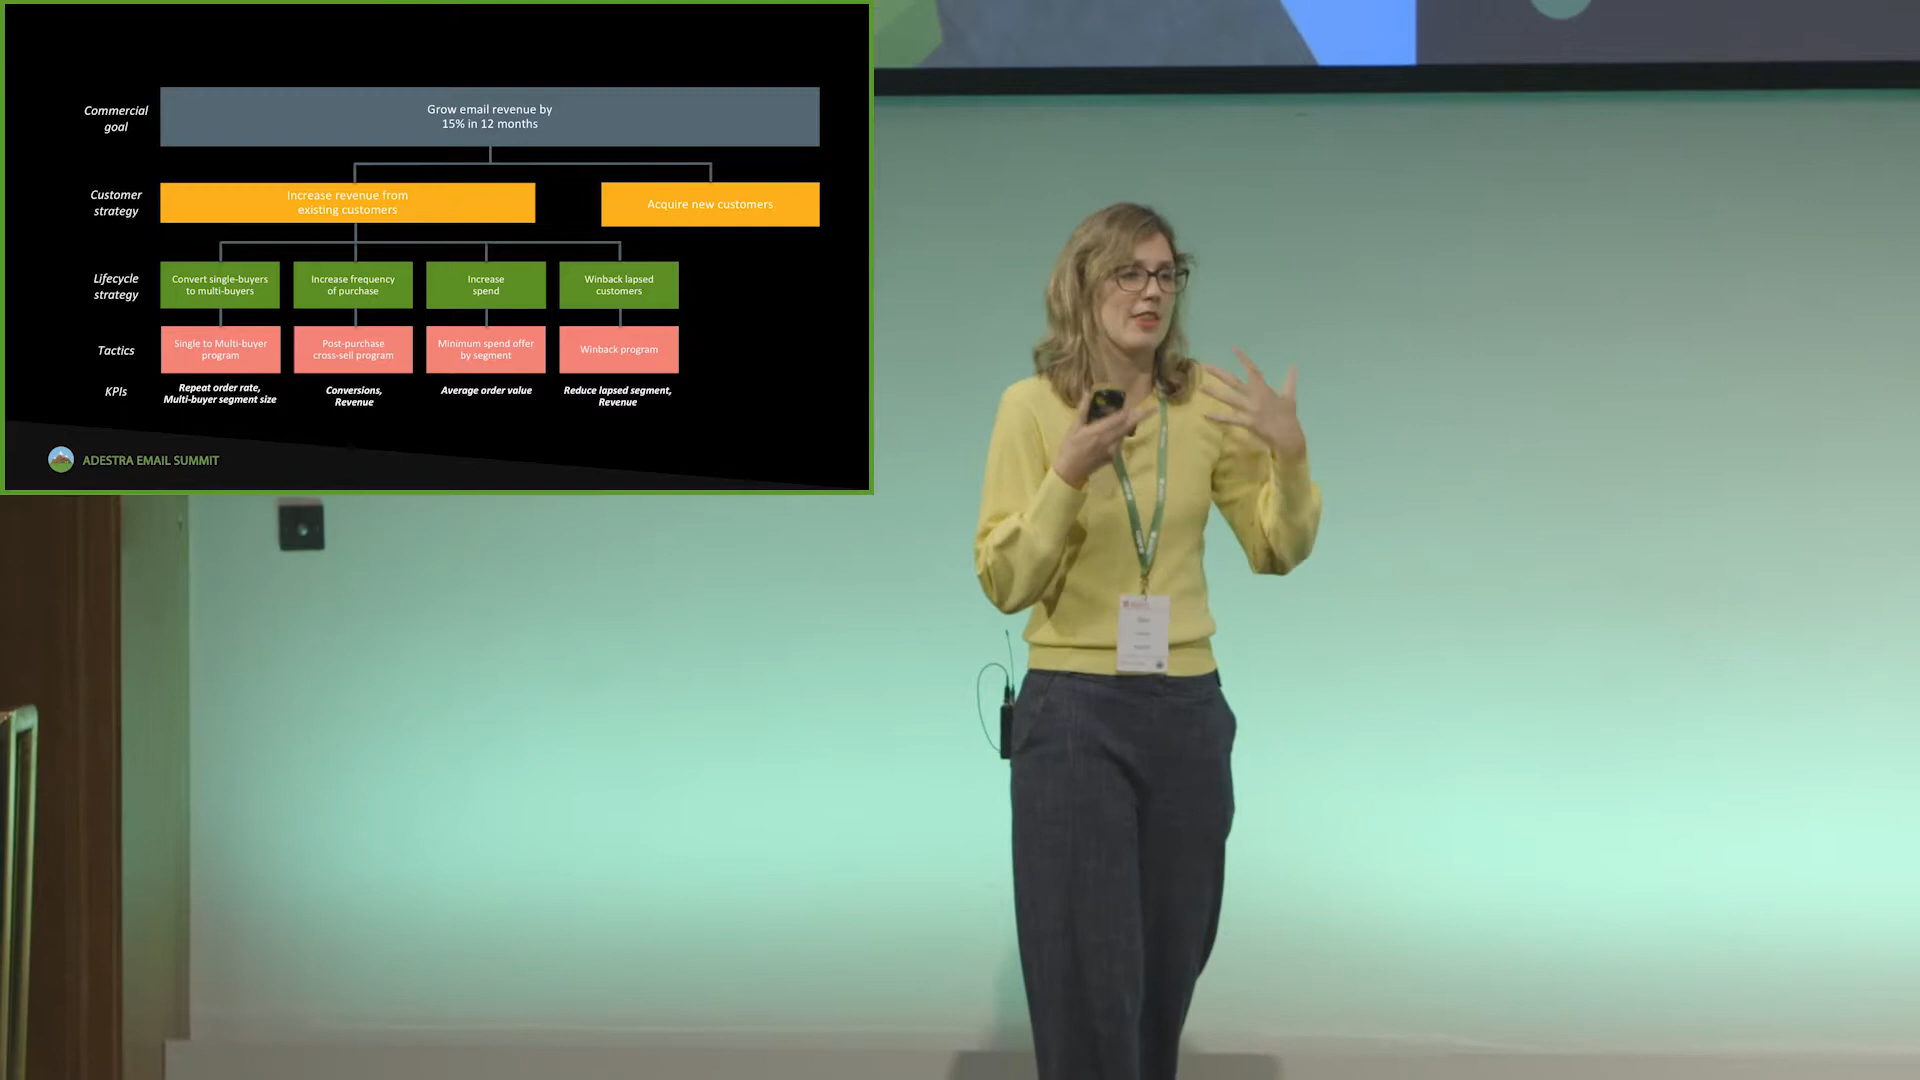 Commercial
goal
Grow email revenue by
15% in 12 months
Customer
strategy
Increase revenue from
existing customers
Acquire new customers
Lifecycle
strategy
Convert single-buyers
to multi-buyers
Increase frequency
of purchase
Increase
spend
Winback lapsed
customers
Tactics
Single to Multi-buyer
program
Post-purchase
cross-sell program
Minimum spend offer
by segment
Winback program
KPIs
Repeat order rate,
Multi-buyer segment size
Conversions,
Revenue
Average order value
Reduce lapsed segment,
Revenue
ADESTRA EMAIL SUMMIT